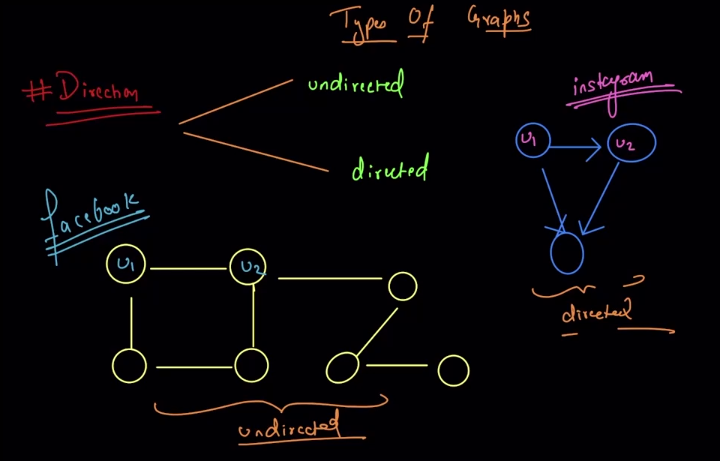 Types Of Graphs
# Direction
undirected
directed
instagram
u1
u2
directed
facebook
u1
u2
undirected